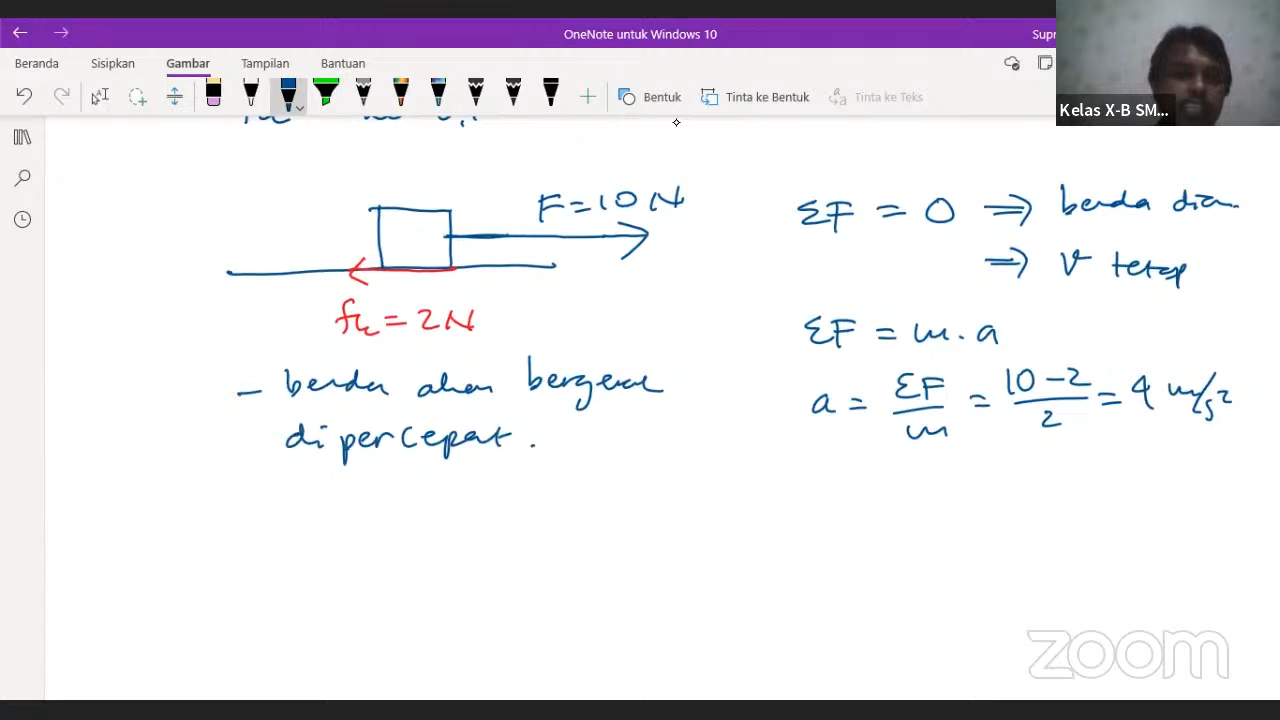 OneNote untuk Windows 10
Supr
Beranda Sisipkan Gambar Tampilan Bantuan
Bentuk Tinta ke Bentuk Tinta ke Teks
Kelas X-B SM...
F = 10 N
fk = 2 N
- benda akan bergerak
dipercepat.
ΣF = 0 ⇒ benda diam
⇒ v tetap
ΣF = m . a
a = ΣF/m = 10 - 2/2 = 4 m/s²
zoom